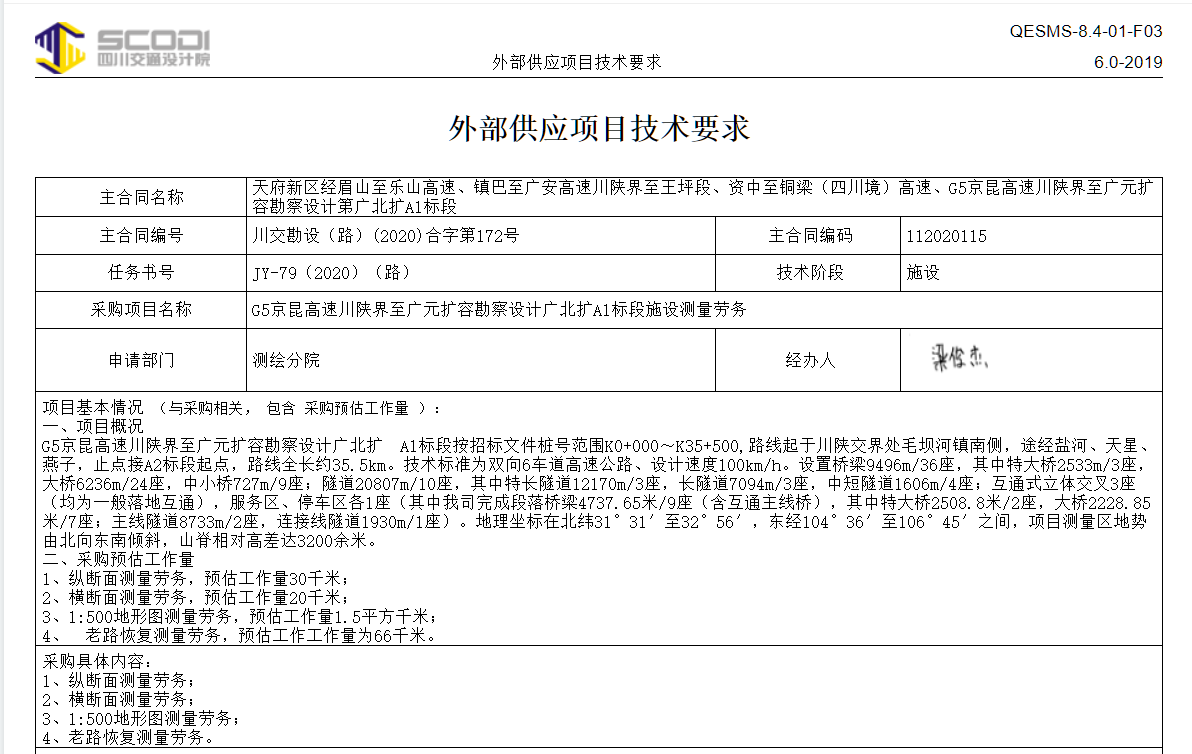 SCODI
四川交通设计院
QESMS-8.4-01-F03
外部供应项目技术要求
6.0-2019
外部供应项目技术要求
主合同名称
天府新区经眉山至乐山高速、镇巴至广安高速川陕界至王坪段、资中至铜梁（四川境）高速、G5京昆高速川陕界至广元扩
容勘察设计第广北扩A1标段
主合同编号
川交勘设（路）(2020)合字第172号
主合同编码
112020115
任务书号
JY-79（2020）（路）
技术阶段
施设
采购项目名称
G5京昆高速川陕界至广元扩容勘察设计广北扩A1标段施设测量劳务
申请部门
测绘分院
经办人
梁俊杰
项目基本情况 （与采购相关， 包含 采购预估工作量 ）：
一、项目概况
G5京昆高速川陕界至广元扩容勘察设计广北扩 A1标段按招标文件桩号范围K0+000～K35+500,路线起于川陕交界处毛坝河镇南侧，途经盐河、天星、
燕子，止点接A2标段起点，路线全长约35.5km。技术标准为双向6车道高速公路、设计速度100km/h。设置桥梁9496m/36座，其中特大桥2533m/3座，
大桥6236m/24座，中小桥727m/9座；隧道20807m/10座，其中特长隧道12170m/3座，长隧道7094m/3座，中短隧道1606m/4座；互通式立体交叉3座
（均为一般落地互通），服务区、停车区各1座（其中我司完成段落桥梁4737.65米/9座（含互通主线桥），其中特大桥2508.8米/2座，大桥2228.85
米/7座；主线隧道8733m/2座，连接线隧道1930m/1座）。地理坐标在北纬31°31′至32°56′，东经104°36′至106°45′之间，项目测量区地势
由北向东南倾斜，山脊相对高差达3200余米。
二、采购预估工作量
1、纵断面测量劳务，预估工作量30千米；
2、横断面测量劳务，预估工作量20千米；
3、1:500地形图测量劳务，预估工作量1.5平方千米；
4、 老路恢复测量劳务，预估工作工作量为66千米。
采购具体内容：
1、纵断面测量劳务；
2、横断面测量劳务；
3、1:500地形图测量劳务；
4、老路恢复测量劳务。